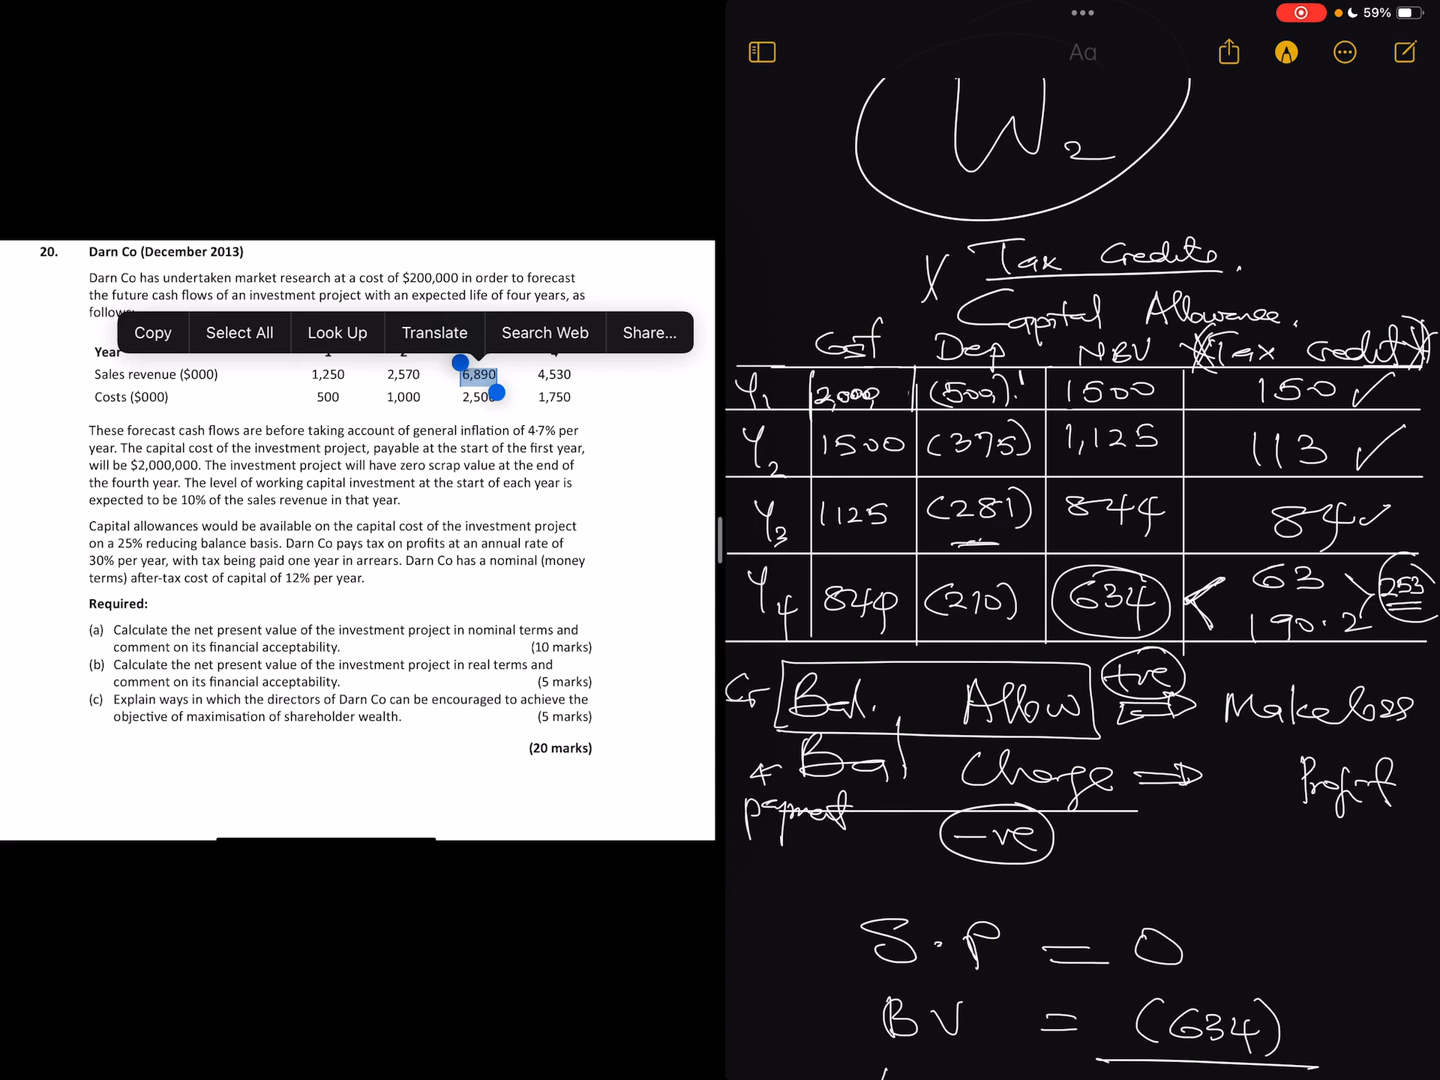 59%
Aa
20. Darn Co (December 2013)
Darn Co has undertaken market research at a cost of $200,000 in order to forecast
the future cash flows of an investment project with an expected life of four years, as
follows:
Copy Select All Look Up Translate Search Web Share...
Year 1 2 4
Sales revenue ($000) 1,250 2,570 6,890 4,530
Costs ($000) 500 1,000 2,500 1,750
These forecast cash flows are before taking account of general inflation of 4·7% per
year. The capital cost of the investment project, payable at the start of the first year,
will be $2,000,000. The investment project will have zero scrap value at the end of
the fourth year. The level of working capital investment at the start of each year is
expected to be 10% of the sales revenue in that year.
Capital allowances would be available on the capital cost of the investment project
on a 25% reducing balance basis. Darn Co pays tax on profits at an annual rate of
30% per year, with tax being paid one year in arrears. Darn Co has a nominal (money
terms) after-tax cost of capital of 12% per year.
Required:
(a) Calculate the net present value of the investment project in nominal terms and
comment on its financial acceptability. (10 marks)
(b) Calculate the net present value of the investment project in real terms and
comment on its financial acceptability. (5 marks)
(c) Explain ways in which the directors of Darn Co can be encouraged to achieve the
objective of maximisation of shareholder wealth. (5 marks)
(20 marks)
W2
X Tax Credits.
Capital Allowance.
Cost Dep NBV Tax credit
Y1 2,000 (500) 1500 150 ✓
Y2 1500 (375) 1,125 113 ✓
Y3 1125 (281) 844 84 ✓
Y4 844 (210) 634 < 63
190.2 > 253
Cr Bal. Allow +ve ⇒ Make loss
Bal Charge ⇒ Profit
payment
-ve
S.P = 0
BV = (634)